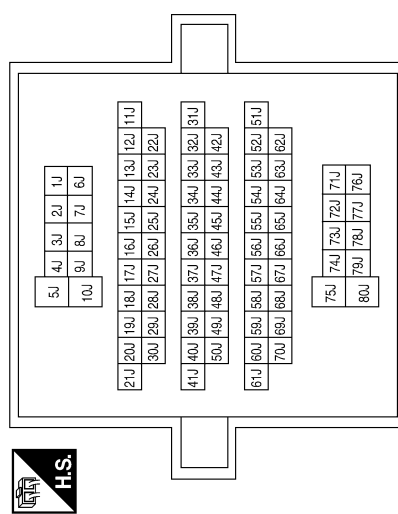 H.S.
5J 4J 3J 2J 1J
10J 9J 8J 7J 6J
21J 20J 19J 18J 17J 16J 15J 14J 13J 12J 11J
30J 29J 28J 27J 26J 25J 24J 23J 22J
41J 40J 39J 38J 37J 36J 35J 34J 33J 32J 31J
50J 49J 48J 47J 46J 45J 44J 43J 42J
61J 60J 59J 58J 57J 56J 55J 54J 53J 52J 51J
70J 69J 68J 67J 66J 65J 64J 63J 62J
75J 74J 73J 72J 71J
80J 79J 78J 77J 76J